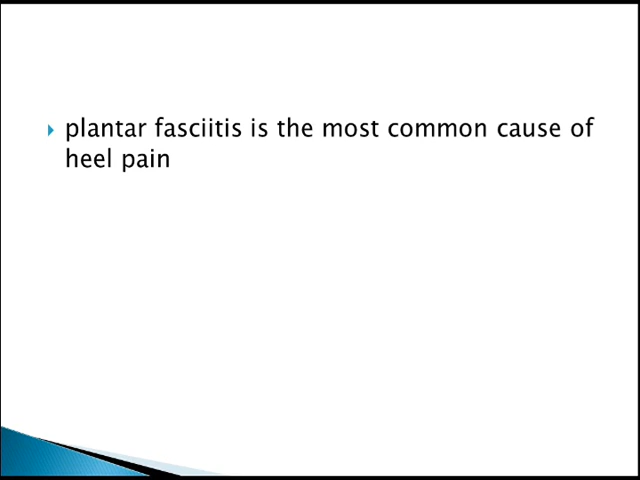 plantar fasciitis is the most common cause of
heel pain